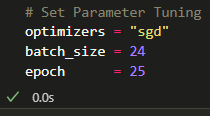 # Set Parameter Tuning
optimizers = "sgd"
batch_size = 24
epoch      = 25
0.0s